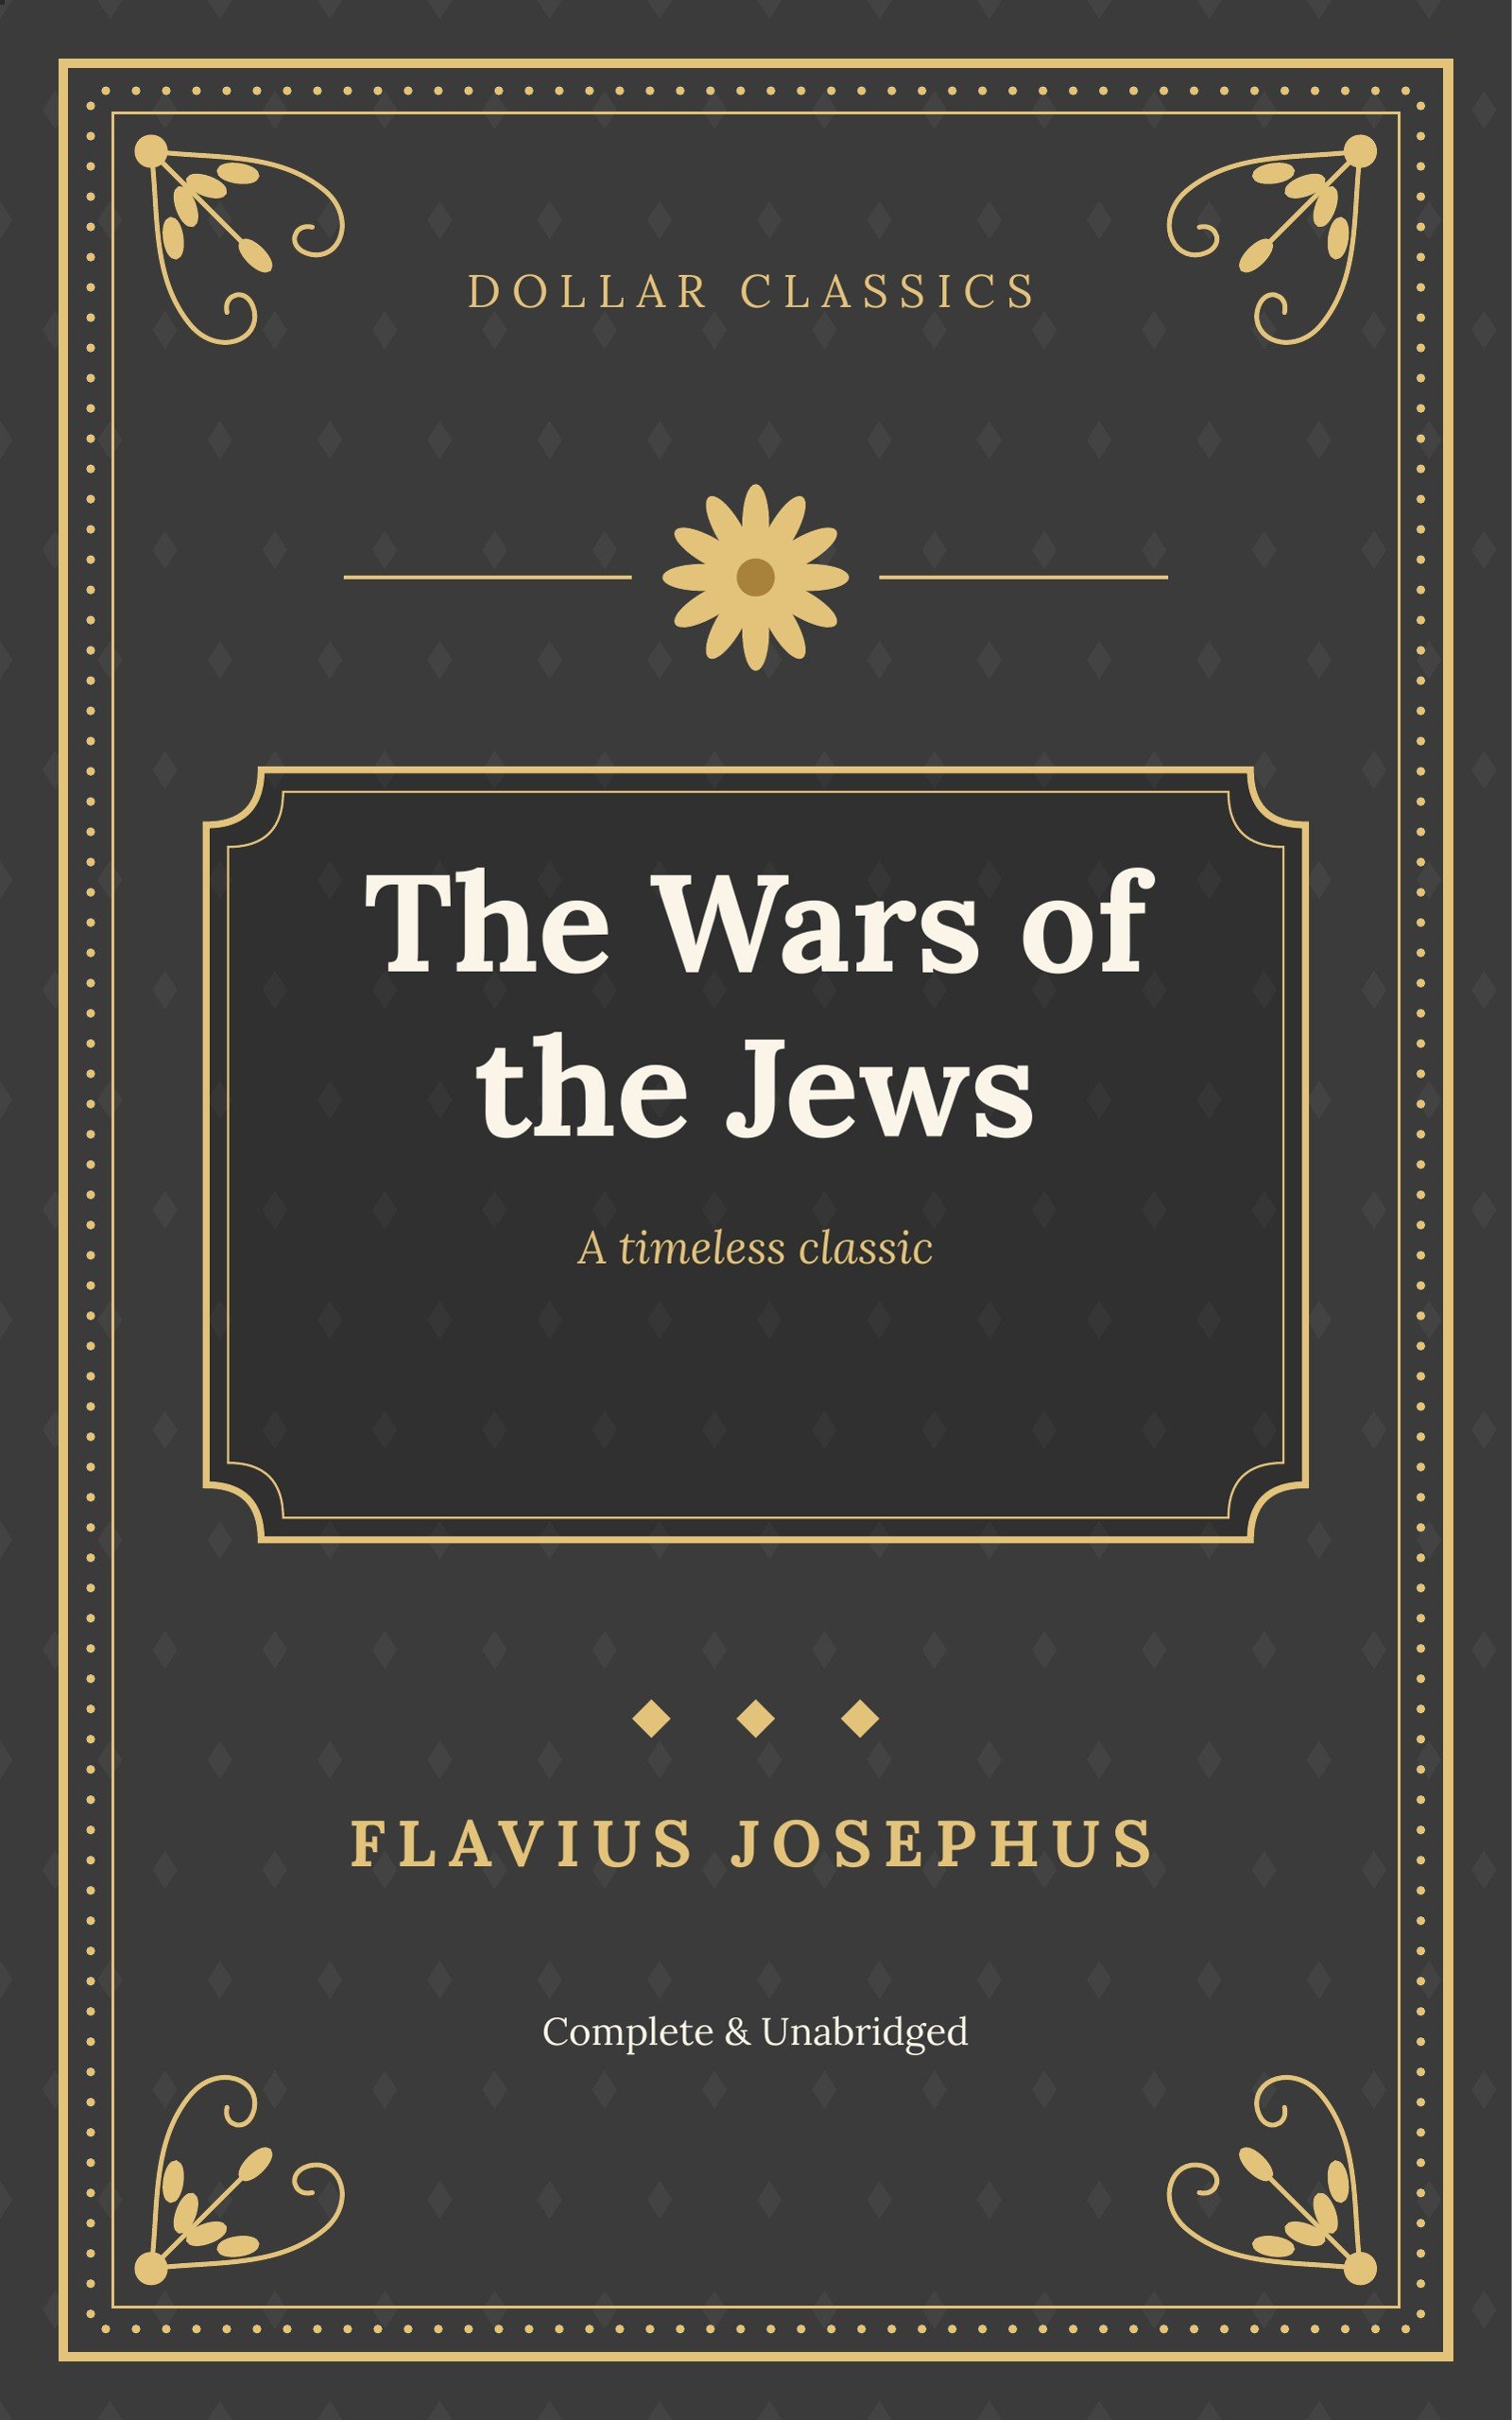 DOLLAR CLASSICS
The Wars of
the Jews
A timeless classic
FLAVIUS JOSEPHUS
Complete & Unabridged